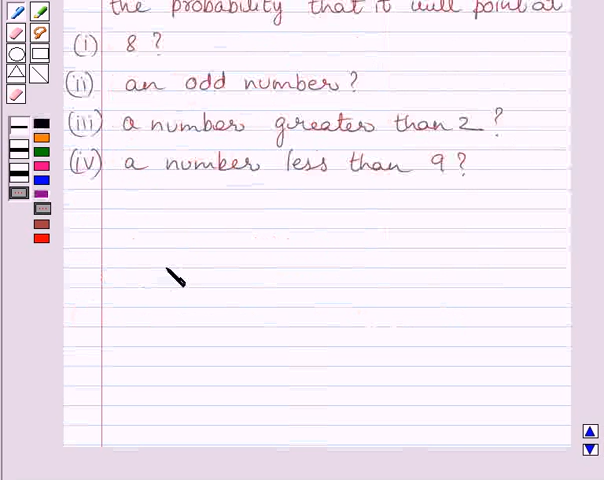 the probability that it will point at
(i) 8 ?
(ii) an odd number ?
(iii) a number greater than 2 ?
(iv) a number less than 9 ?